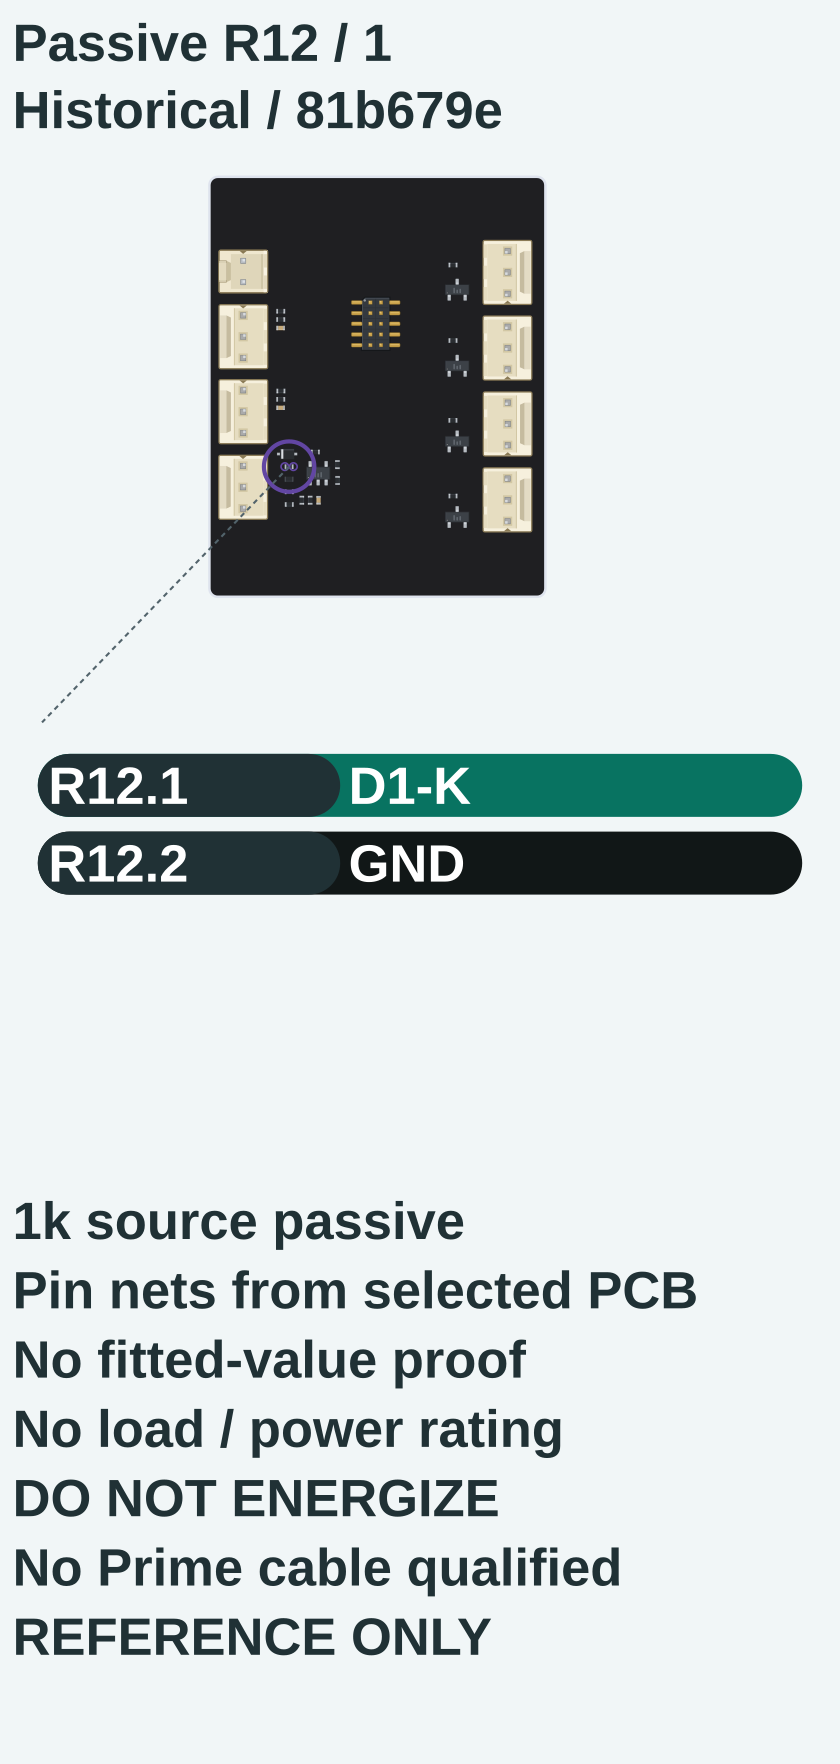 Passive R12 / 1
Historical / 81b679e
R12.1 D1-K
R12.2 GND
1k source passive
Pin nets from selected PCB
No fitted-value proof
No load / power rating
DO NOT ENERGIZE
No Prime cable qualified
REFERENCE ONLY